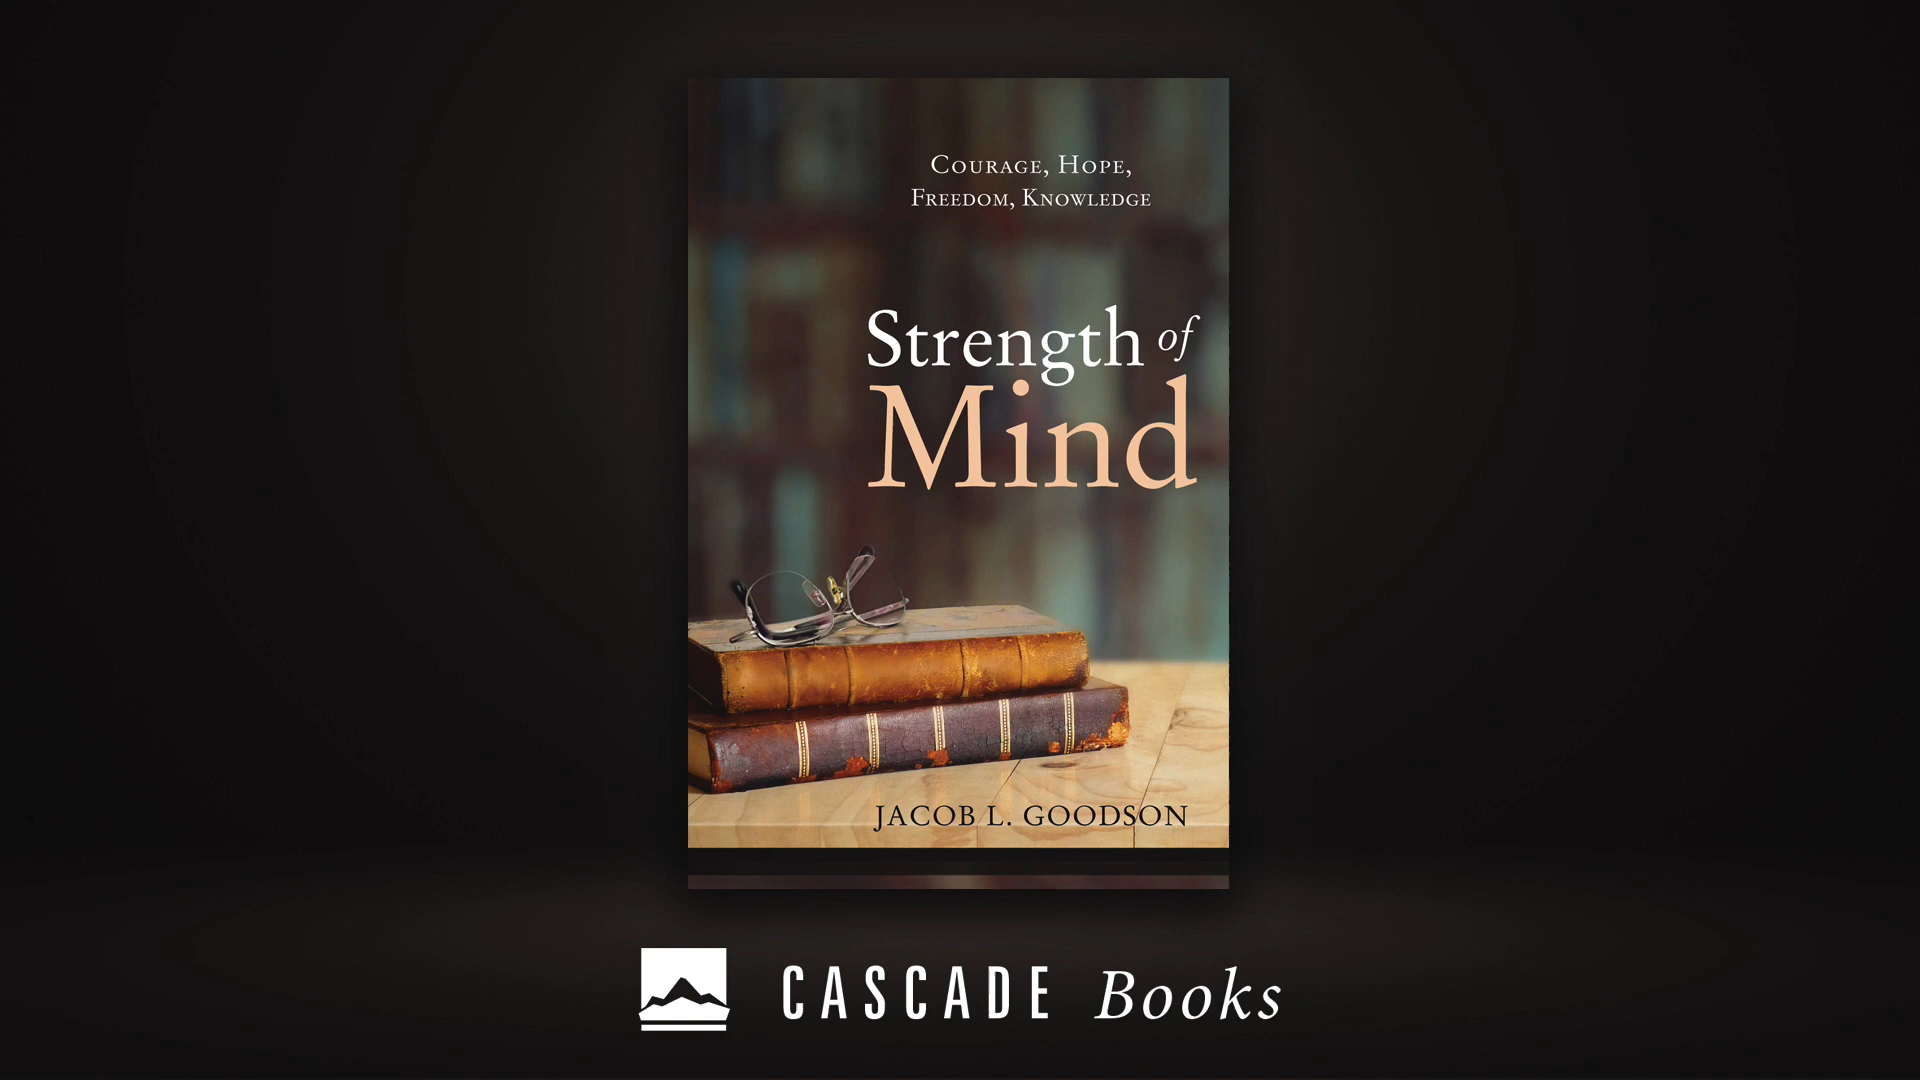 Courage, Hope,
Freedom, Knowledge
Strength of
Mind
JACOB L. GOODSON
CASCADE Books